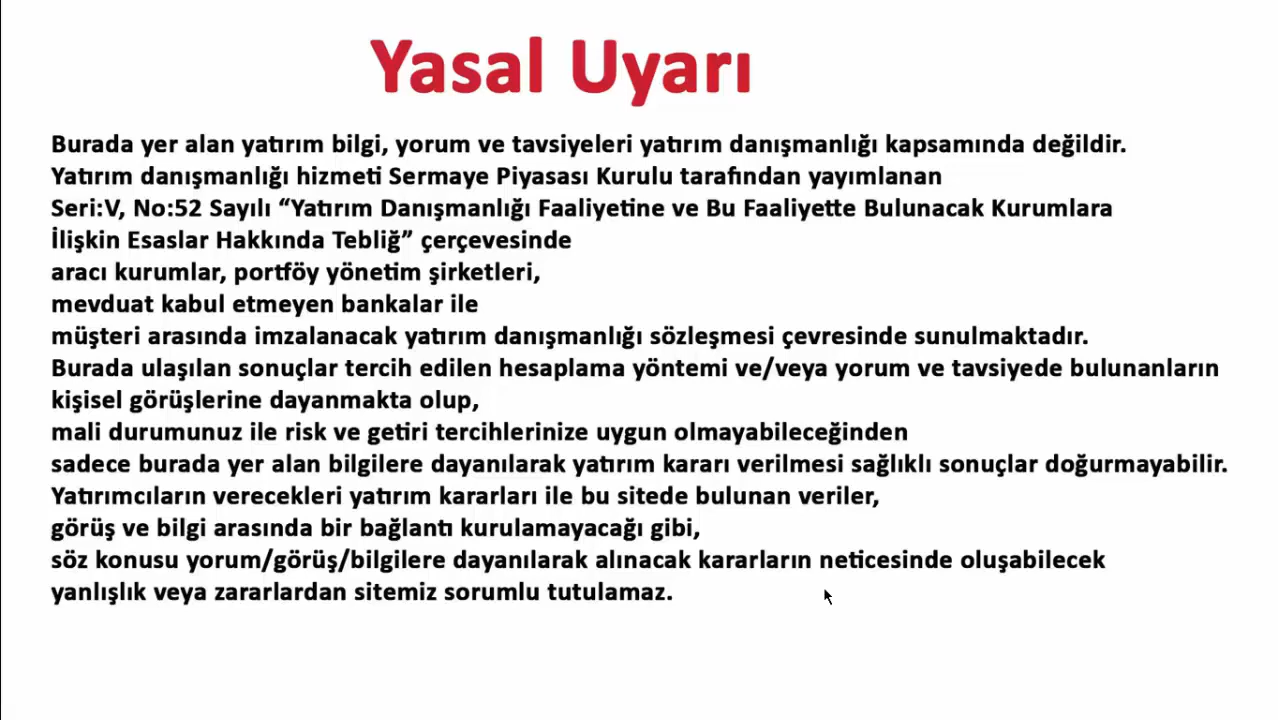 Yasal Uyarı
Burada yer alan yatırım bilgi, yorum ve tavsiyeleri yatırım danışmanlığı kapsamında değildir.
Yatırım danışmanlığı hizmeti Sermaye Piyasası Kurulu tarafından yayımlanan
Seri:V, No:52 Sayılı “Yatırım Danışmanlığı Faaliyetine ve Bu Faaliyette Bulunacak Kurumlara
İlişkin Esaslar Hakkında Tebliğ” çerçevesinde
aracı kurumlar, portföy yönetim şirketleri,
mevduat kabul etmeyen bankalar ile
müşteri arasında imzalanacak yatırım danışmanlığı sözleşmesi çevresinde sunulmaktadır.
Burada ulaşılan sonuçlar tercih edilen hesaplama yöntemi ve/veya yorum ve tavsiyede bulunanların
kişisel görüşlerine dayanmakta olup,
mali durumunuz ile risk ve getiri tercihlerinize uygun olmayabileceğinden
sadece burada yer alan bilgilere dayanılarak yatırım kararı verilmesi sağlıklı sonuçlar doğurmayabilir.
Yatırımcıların verecekleri yatırım kararları ile bu sitede bulunan veriler,
görüş ve bilgi arasında bir bağlantı kurulamayacağı gibi,
söz konusu yorum/görüş/bilgilere dayanılarak alınacak kararların neticesinde oluşabilecek
yanlışlık veya zararlardan sitemiz sorumlu tutulamaz.